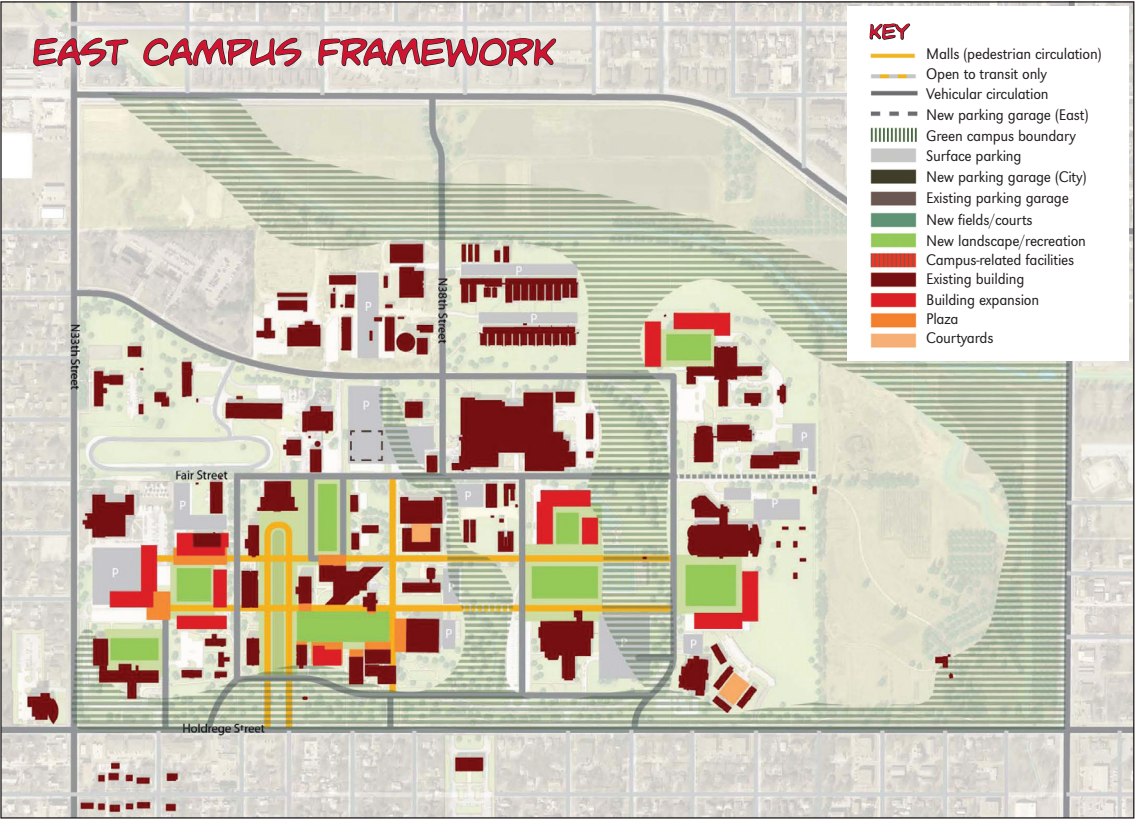 EAST CAMPUS FRAMEWORK
KEY
Malls (pedestrian circulation)
Open to transit only
Vehicular circulation
New parking garage (East)
Green campus boundary
Surface parking
New parking garage (City)
Existing parking garage
New fields/courts
New landscape/recreation
Campus-related facilities
Existing building
Building expansion
Plaza
Courtyards
P
P
P
N38th Street
N33th Street
P
P
Fair Street
P
P
P
P
P
P
P
P
Holdrege Street